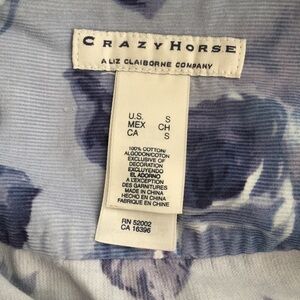 CRAZY HORSE
A LIZ CLAIBORNE COMPANY
U.S. S
MEX CH
CA S
100% COTTON/
ALGODON/COTON
EXCLUSIVE OF
DECORATION
EXCLUYENDO
EL ADORNO
A L'EXCEPTION
DES GARNITURES
MADE IN CHINA
HECHO EN CHINA
FABRIQUE EN CHINE
RN 52002
CA 16396